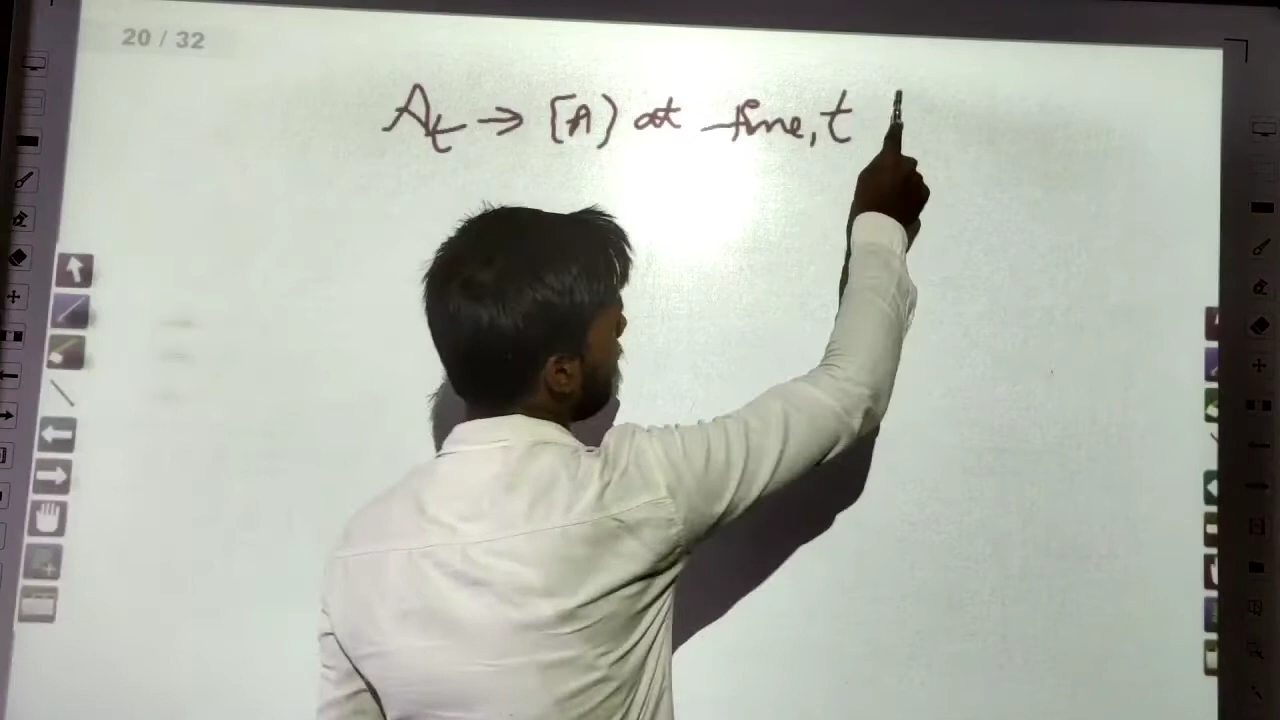 20 / 32
At → [A) at time, t